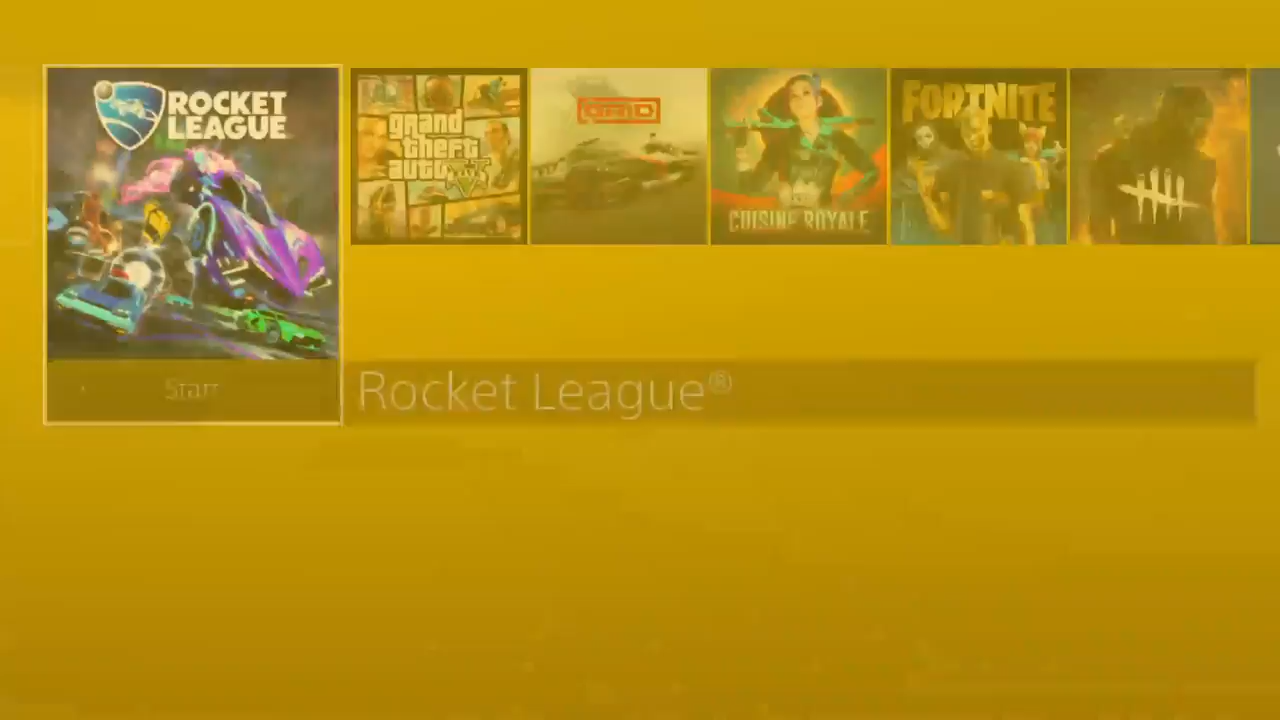 ROCKET
LEAGUE
grand
theft
auto V
GRID
CUISINE ROYALE
FORTNITE
Start
Rocket League®